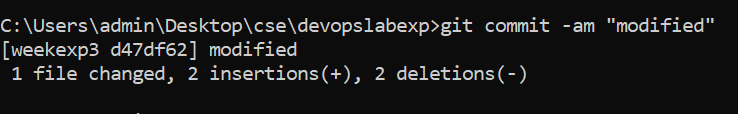 C:\Users\admin\Desktop\cse\devopslabexp>git commit -am "modified"
[weekexp3 d47df62] modified
 1 file changed, 2 insertions(+), 2 deletions(-)